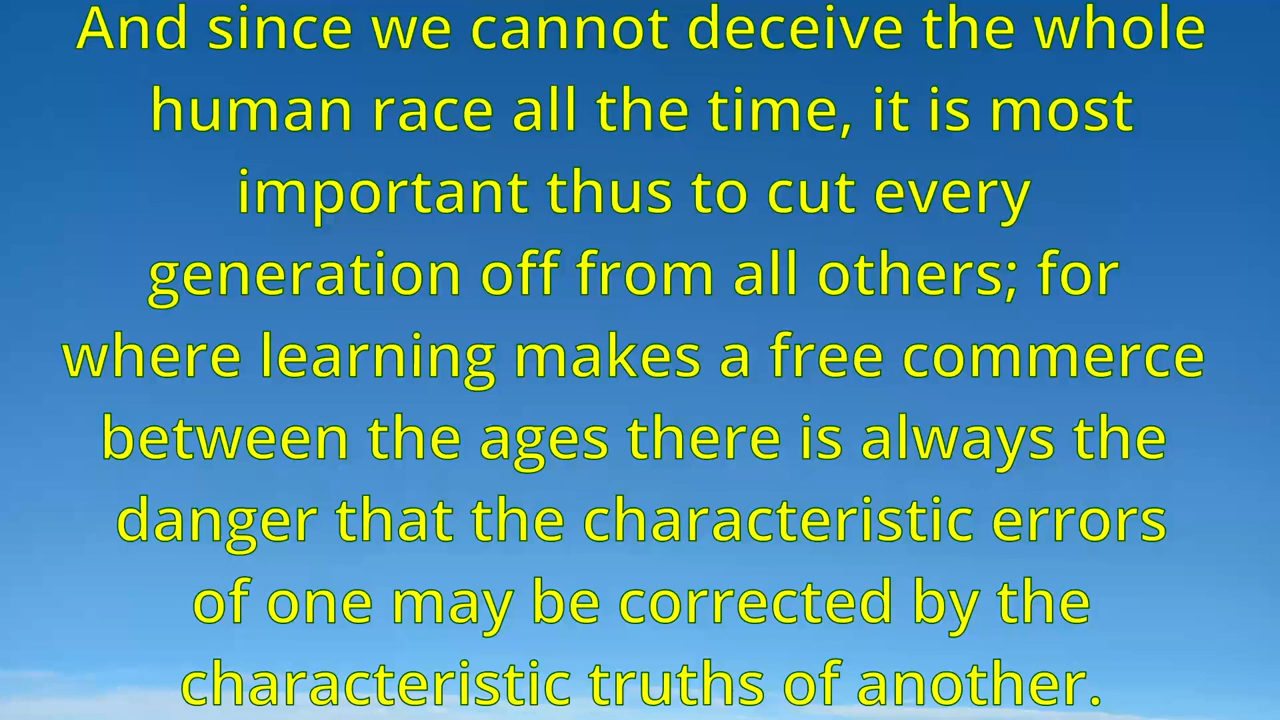 And since we cannot deceive the whole
human race all the time, it is most
important thus to cut every
generation off from all others; for
where learning makes a free commerce
between the ages there is always the
danger that the characteristic errors
of one may be corrected by the
characteristic truths of another.